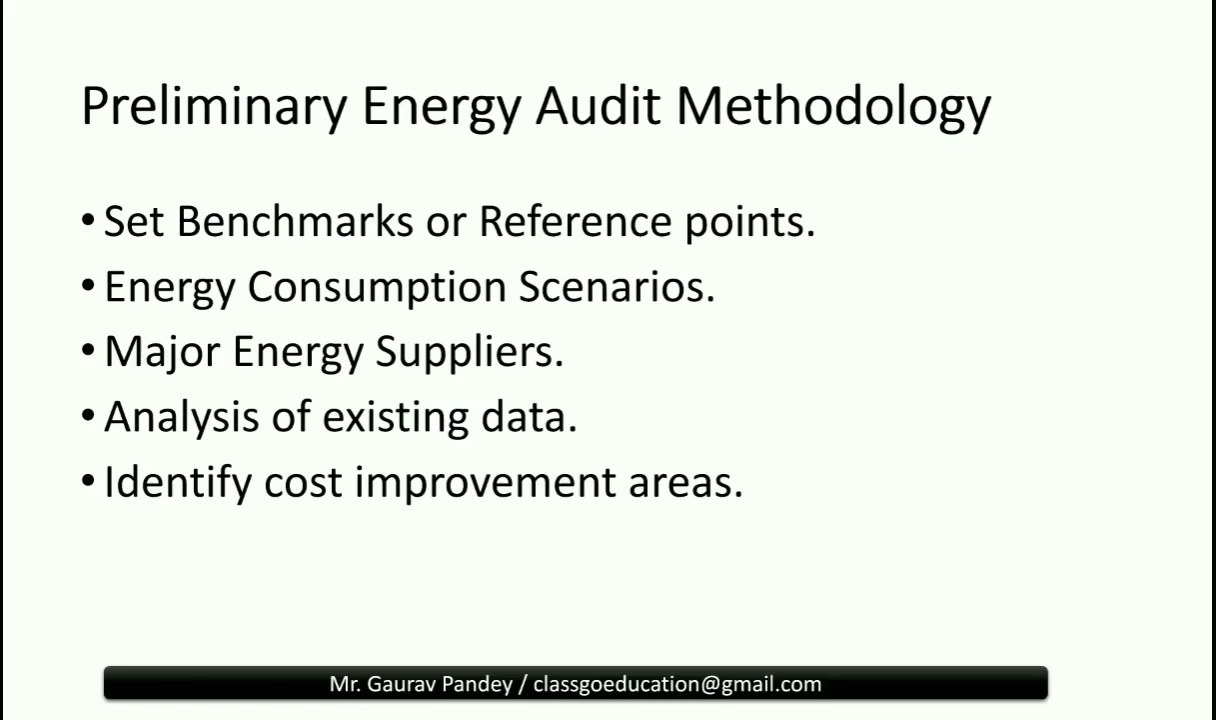 Preliminary Energy Audit Methodology
• Set Benchmarks or Reference points.
• Energy Consumption Scenarios.
• Major Energy Suppliers.
• Analysis of existing data.
• Identify cost improvement areas.
Mr. Gaurav Pandey / classgoeducation@gmail.com